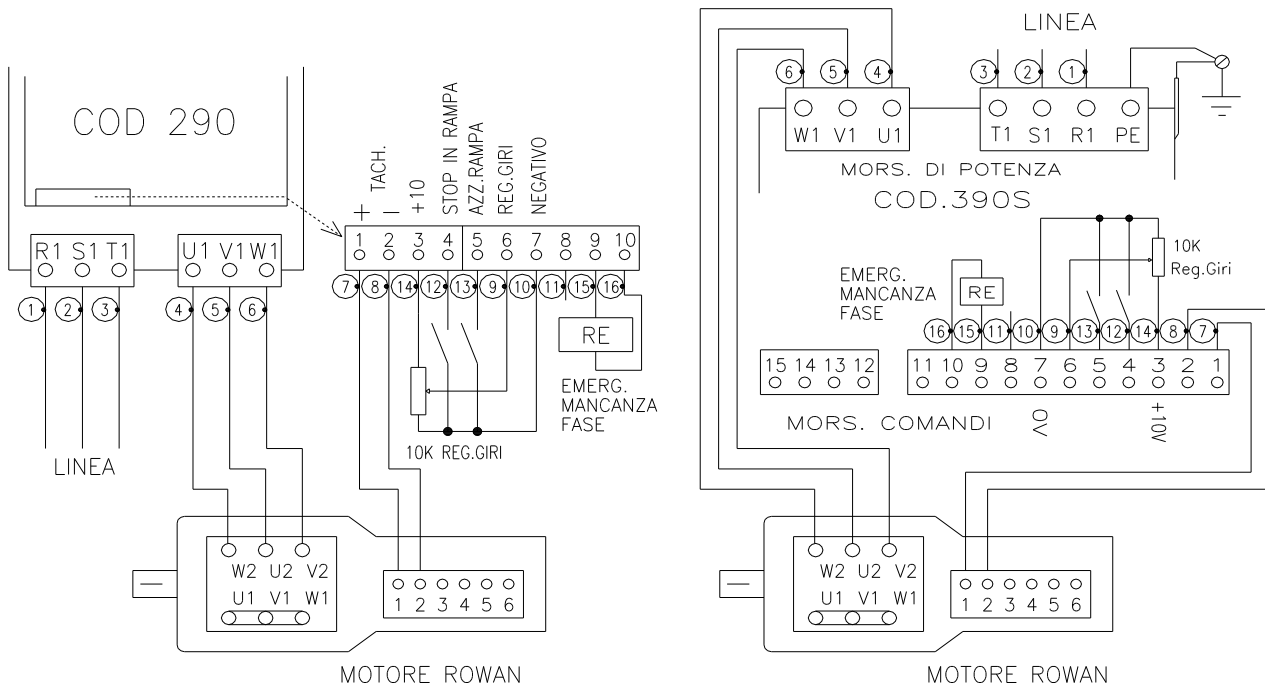 COD 290
R1 S1 T1
U1 V1 W1
1 2 3
4 5 6
LINEA
+
TACH.
—
+10
STOP IN RAMPA
AZZ.RAMPA
REG.GIRI
NEGATIVO
1 2 3 4 5 6 7 8 9 10
7 8 14 12 13 9 10 11 15 16
RE
EMERG.
MANCANZA
FASE
10K REG.GIRI
W2 U2 V2
U1 V1 W1
1 2 3 4 5 6
MOTORE ROWAN
LINEA
6 5 4
3 2 1
W1 V1 U1
T1 S1 R1 PE
MORS. DI POTENZA
COD.390S
10K
Reg.Giri
EMERG.
MANCANZA
FASE
RE
16 15 11 10 9 13 12 14 8 7
15 14 13 12
11 10 9 8 7 6 5 4 3 2 1
MORS. COMANDI
0V
+10V
W2 U2 V2
U1 V1 W1
1 2 3 4 5 6
MOTORE ROWAN